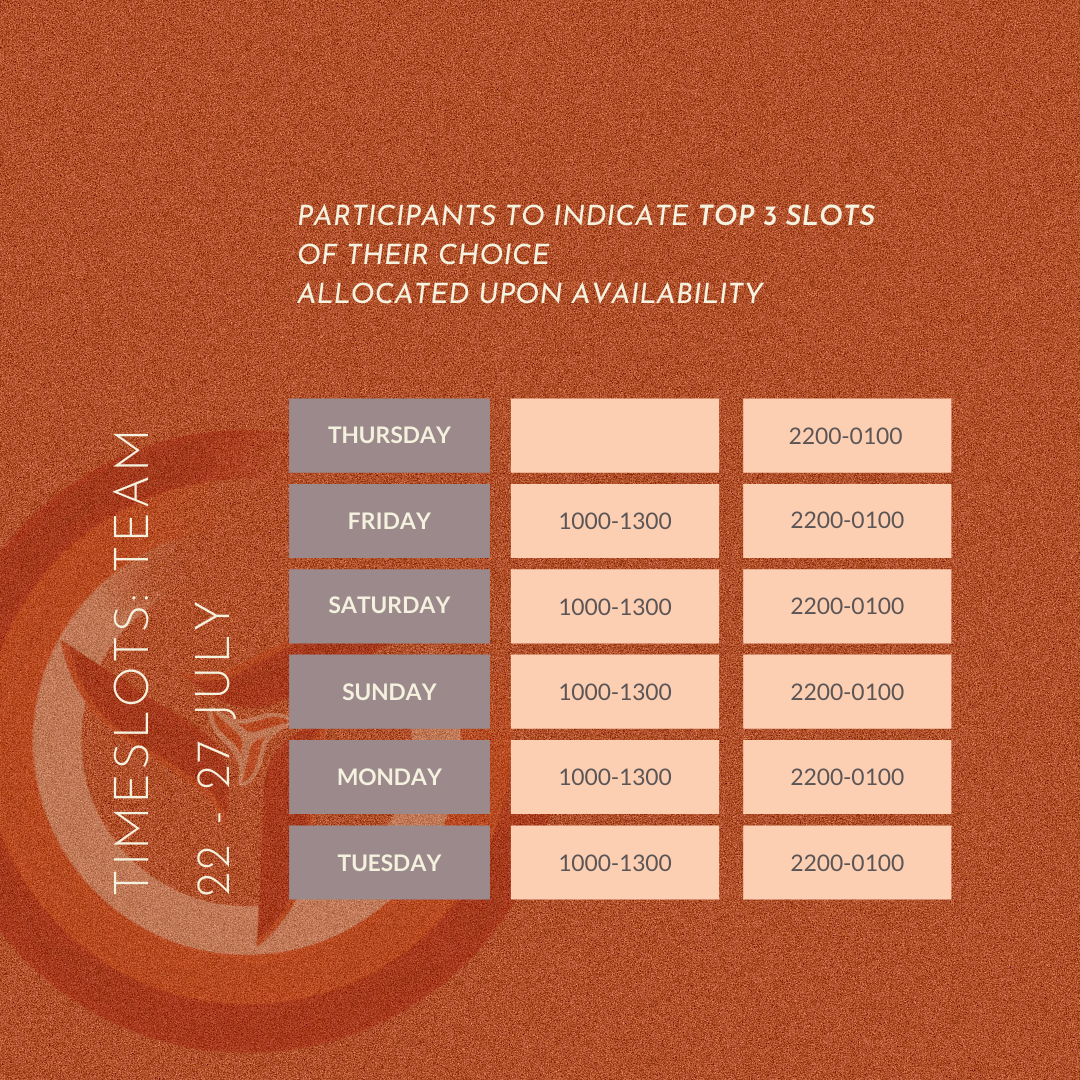 PARTICIPANTS TO INDICATE TOP 3 SLOTS
OF THEIR CHOICE
ALLOCATED UPON AVAILABILITY
TIMESLOTS: TEAM
22 - 27 JULY
THURSDAY 2200-0100
FRIDAY 1000-1300 2200-0100
SATURDAY 1000-1300 2200-0100
SUNDAY 1000-1300 2200-0100
MONDAY 1000-1300 2200-0100
TUESDAY 1000-1300 2200-0100